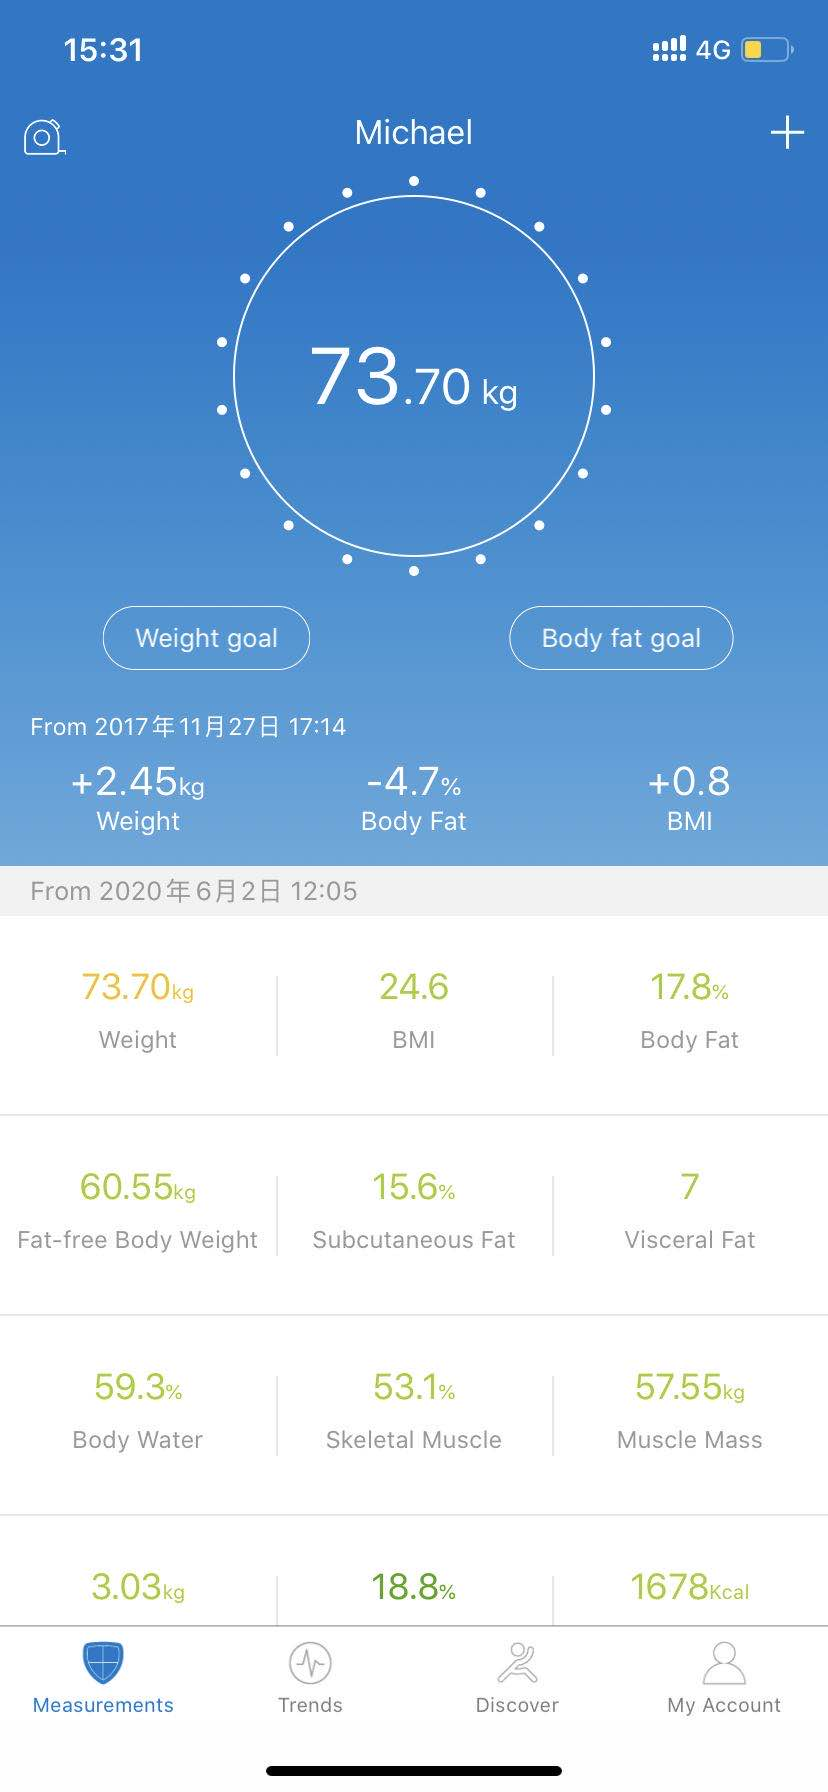 15:31
4G
Michael
73.70 kg
Weight goal
Body fat goal
From 2017年11月27日 17:14
+2.45kg
-4.7%
+0.8
Weight
Body Fat
BMI
From 2020年6月2日 12:05
73.70kg
24.6
17.8%
Weight
BMI
Body Fat
60.55kg
15.6%
7
Fat-free Body Weight
Subcutaneous Fat
Visceral Fat
59.3%
53.1%
57.55kg
Body Water
Skeletal Muscle
Muscle Mass
3.03kg
18.8%
1678Kcal
Measurements
Trends
Discover
My Account